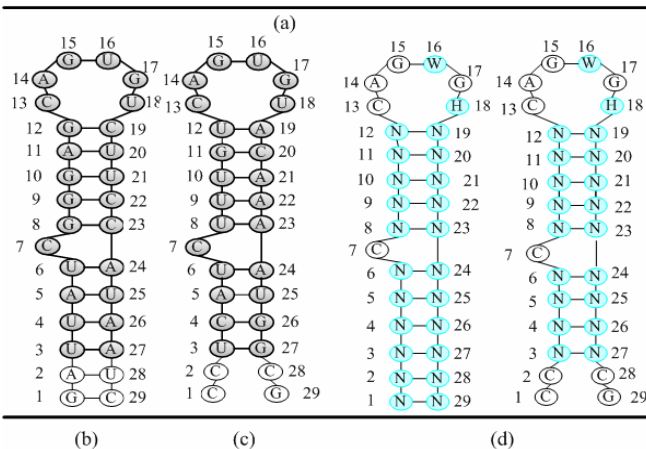 (a)
15 16 15 16 15 16 15 16
G U G U G W G W
14 A G 17 14 A G 17 14 A G 17 14 A G 17
13 C U 18 13 C U 18 13 C H 18 13 C H 18
12 G C 19 12 U A 19 12 N N 19 12 N N 19
11 A U 20 11 G C 20 11 N N 20 11 N N 20
10 G U 21 10 U A 21 10 N N 21 10 N N 21
9 G C 22 9 U A 22 9 N N 22 9 N N 22
8 G C 23 8 U A 23 8 N N 23 8 N N 23
7 C 7 C 7 C 7 C
6 U A 24 6 U A 24 6 N N 24 6 N N 24
5 A U 25 5 A U 25 5 N N 25 5 N N 25
4 U A 26 4 C G 26 4 N N 26 4 N N 26
3 U A 27 3 U G 27 3 N N 27 3 N N 27
2 A U 28 2 C C 28 2 N N 28 2 C C 28
1 G C 29 1 C G 29 1 N N 29 1 C G 29
(b) (c) (d)